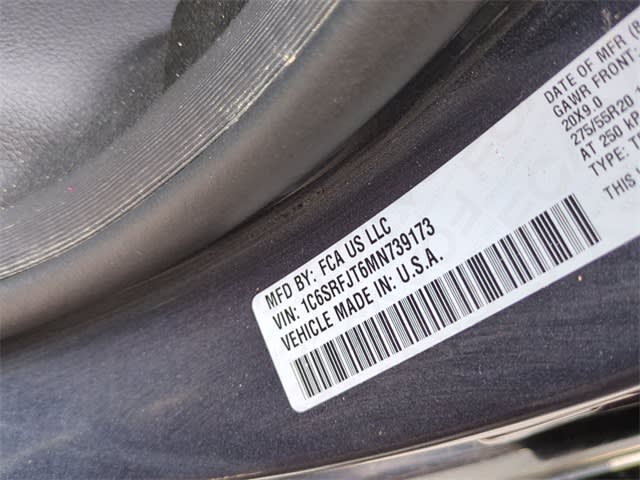 MFD BY: FCA US LLC
VIN: 1C6SRFJT6MN739173
VEHICLE MADE IN: U.S.A.
DATE OF MFR
GAWR FRONT:
20X9.0
275/55R20
AT 250 KP
TYPE:
THIS